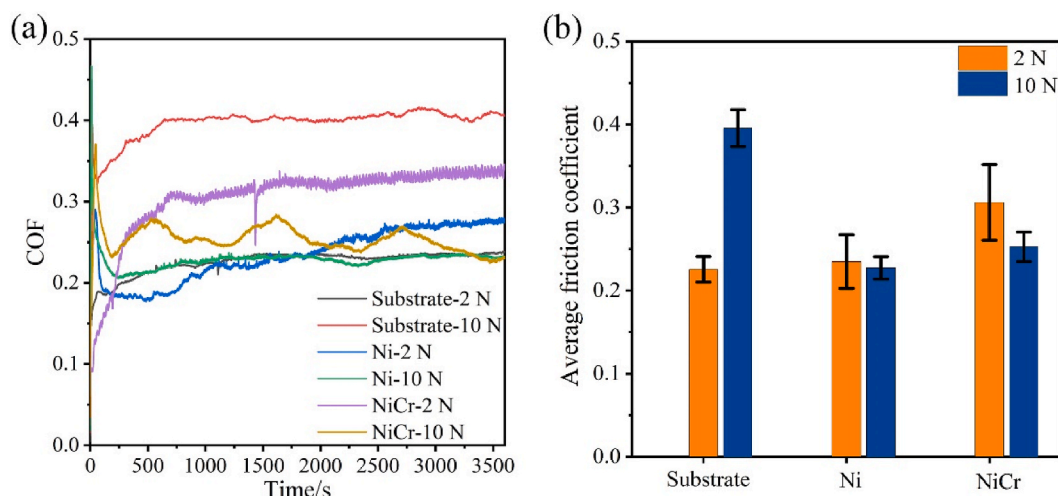 (a)
0.5
0.4
0.3
0.2
0.1
0.0
COF
0 500 1000 1500 2000 2500 3000 3500
Time/s
Substrate-2 N
Substrate-10 N
Ni-2 N
Ni-10 N
NiCr-2 N
NiCr-10 N
(b)
0.5
0.4
0.3
0.2
0.1
0.0
Average friction coefficient
2 N
10 N
Substrate Ni NiCr